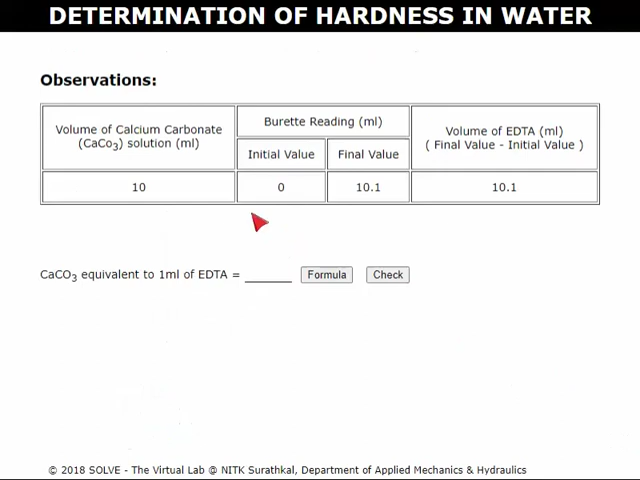 DETERMINATION OF HARDNESS IN WATER
Observations:
Volume of Calcium Carbonate
(CaCo₃) solution (ml)
Burette Reading (ml)
Initial Value
Final Value
Volume of EDTA (ml)
( Final Value - Initial Value )
10
0
10.1
10.1
CaCO₃ equivalent to 1ml of EDTA = ______ Formula Check
© 2018 SOLVE - The Virtual Lab @ NITK Surathkal, Department of Applied Mechanics & Hydraulics